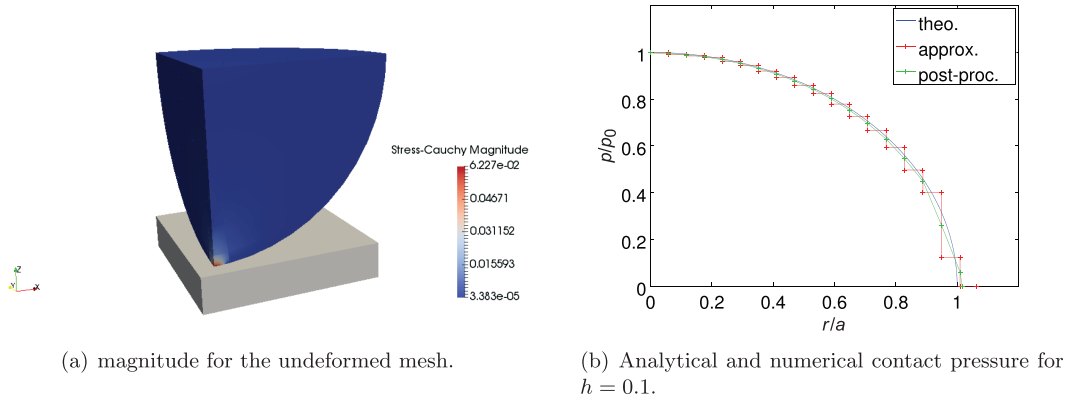 Stress-Cauchy Magnitude
6.227e-02
0.04671
0.031152
0.015593
3.383e-05
Z
Y
X
(a) magnitude for the undeformed mesh.
theo.
approx.
post-proc.
1
0.8
0.6
0.4
0.2
0
p/p0
0 0.2 0.4 0.6 0.8 1
r/a
(b) Analytical and numerical contact pressure for
h = 0.1.